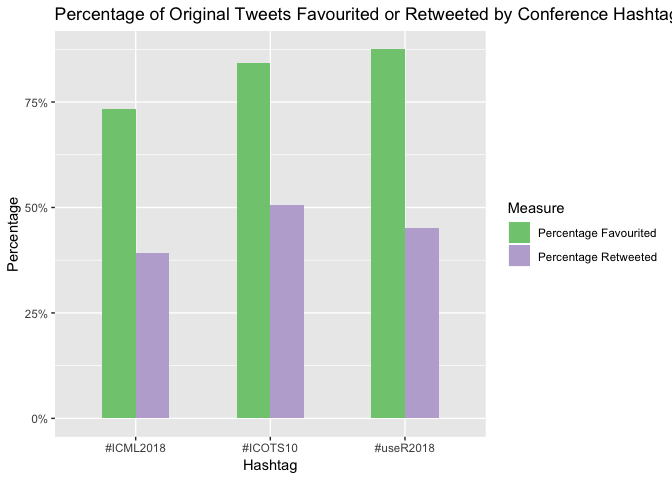 Percentage of Original Tweets Favourited or Retweeted by Conference Hashtag
75%
50%
25%
0%
Percentage
#ICML2018
#ICOTS10
#useR2018
Hashtag
Measure
Percentage Favourited
Percentage Retweeted